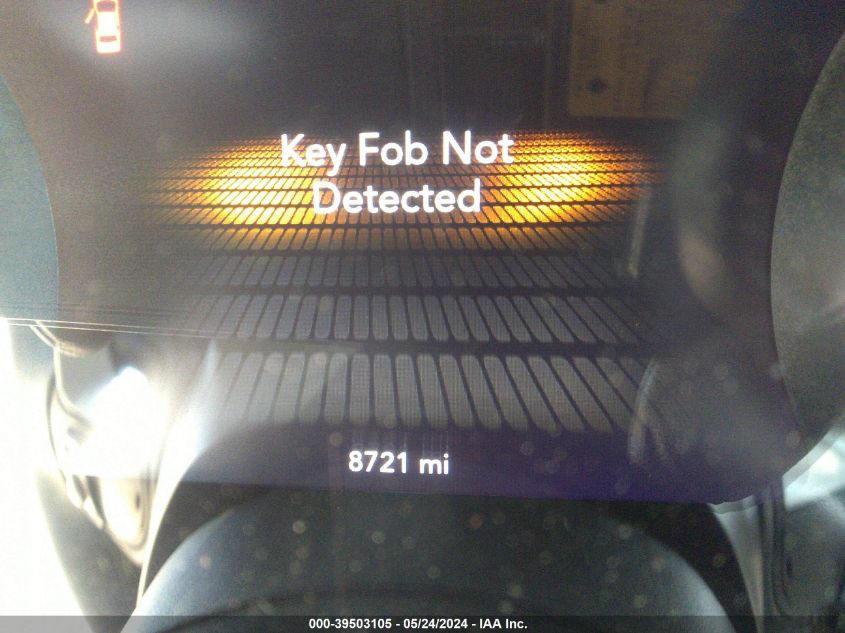 Key Fob Not
Detected
8721 mi
000-39503105 - 05/24/2024 - IAA Inc.